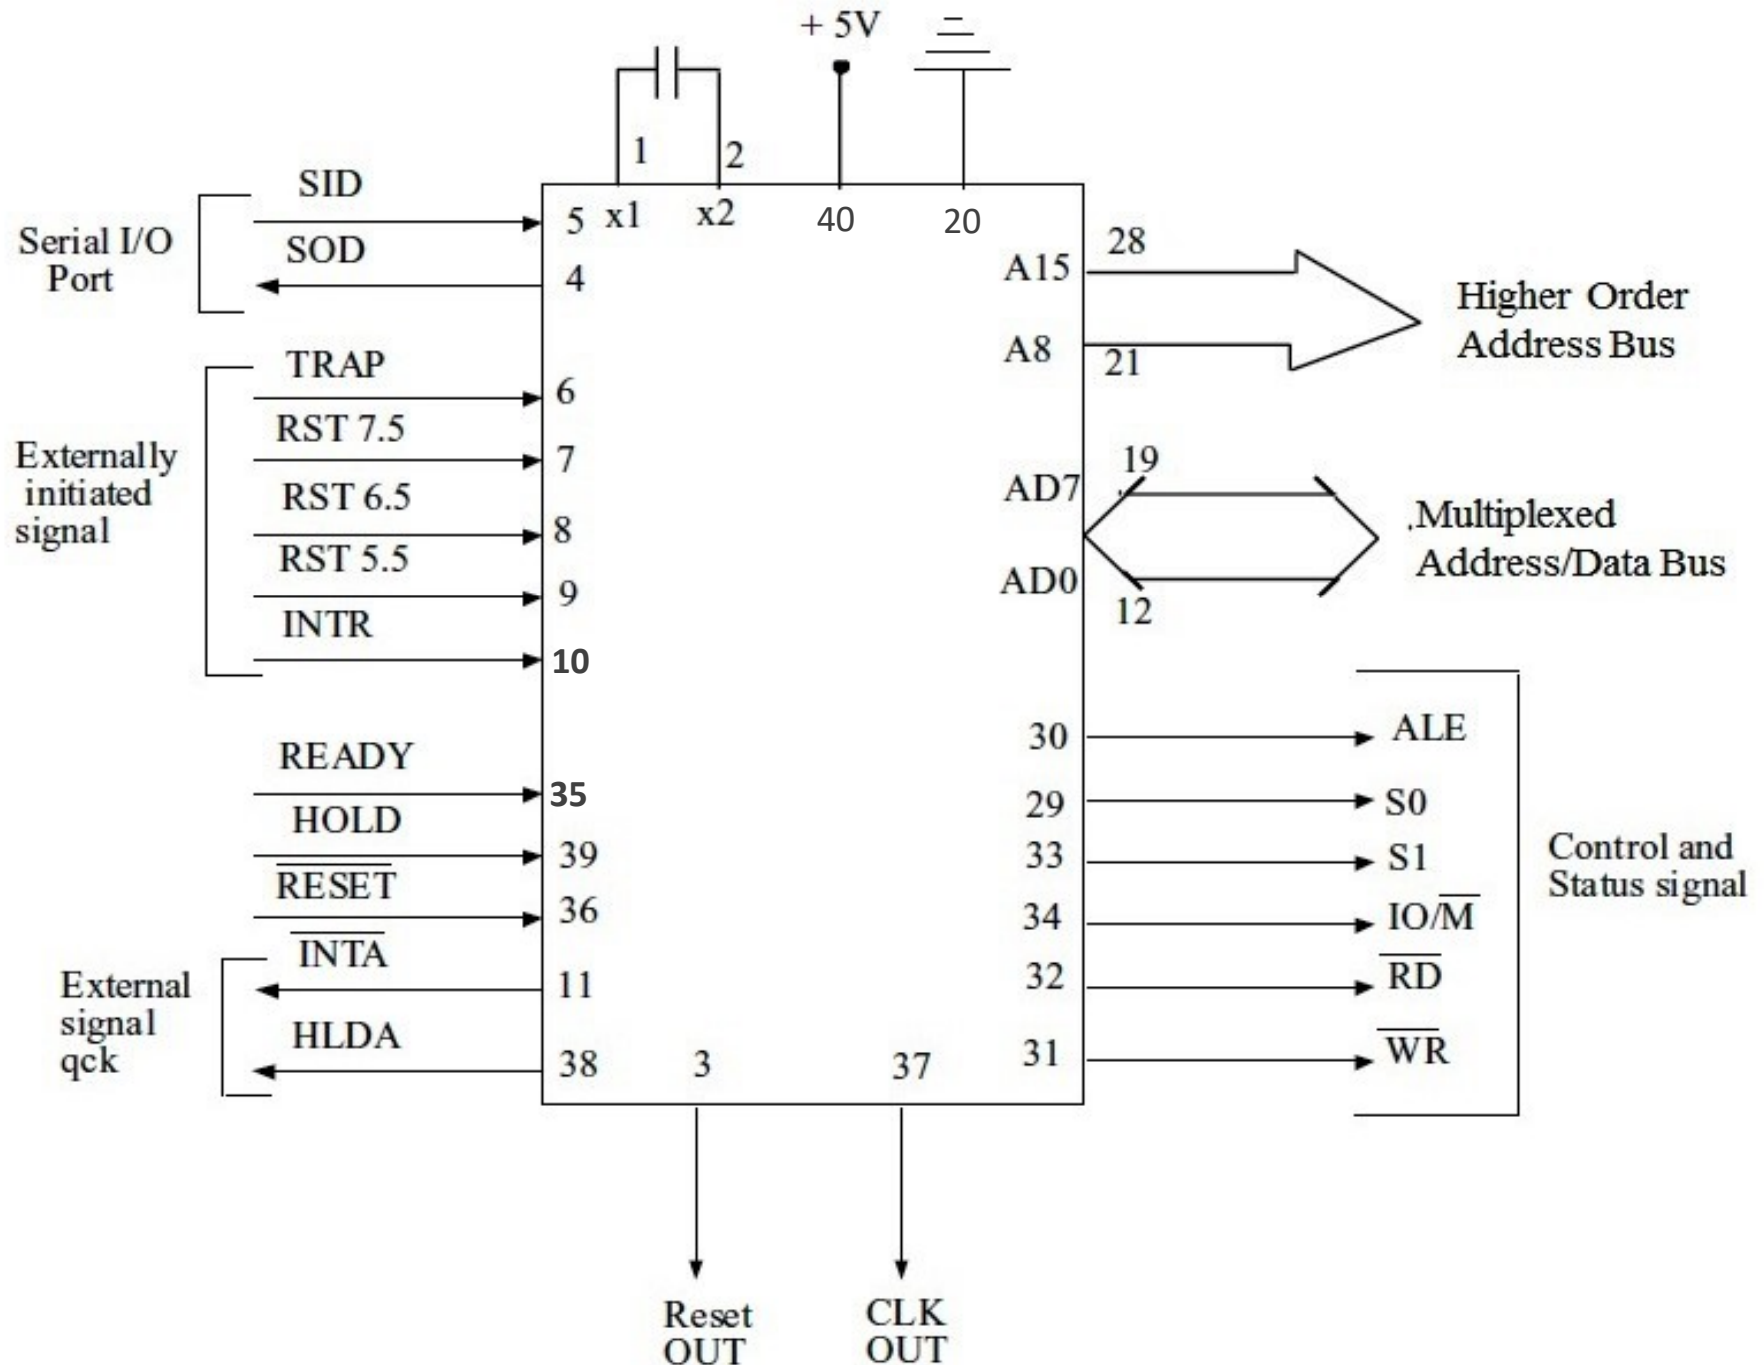 + 5V
1
2
SID
5
x1
x2
40
20
Serial I/O
Port
SOD
4
A15
28
Higher Order
Address Bus
A8
21
TRAP
6
RST 7.5
7
Externally
initiated
signal
RST 6.5
8
RST 5.5
9
INTR
10
AD7
19
.Multiplexed
Address/Data Bus
AD0
12
READY
35
HOLD
39
RESET
36
INTA
11
External
signal
qck
HLDA
38
3
37
30
ALE
29
S0
33
S1
34
IO/M
32
RD
31
WR
Control and
Status signal
Reset
OUT
CLK
OUT